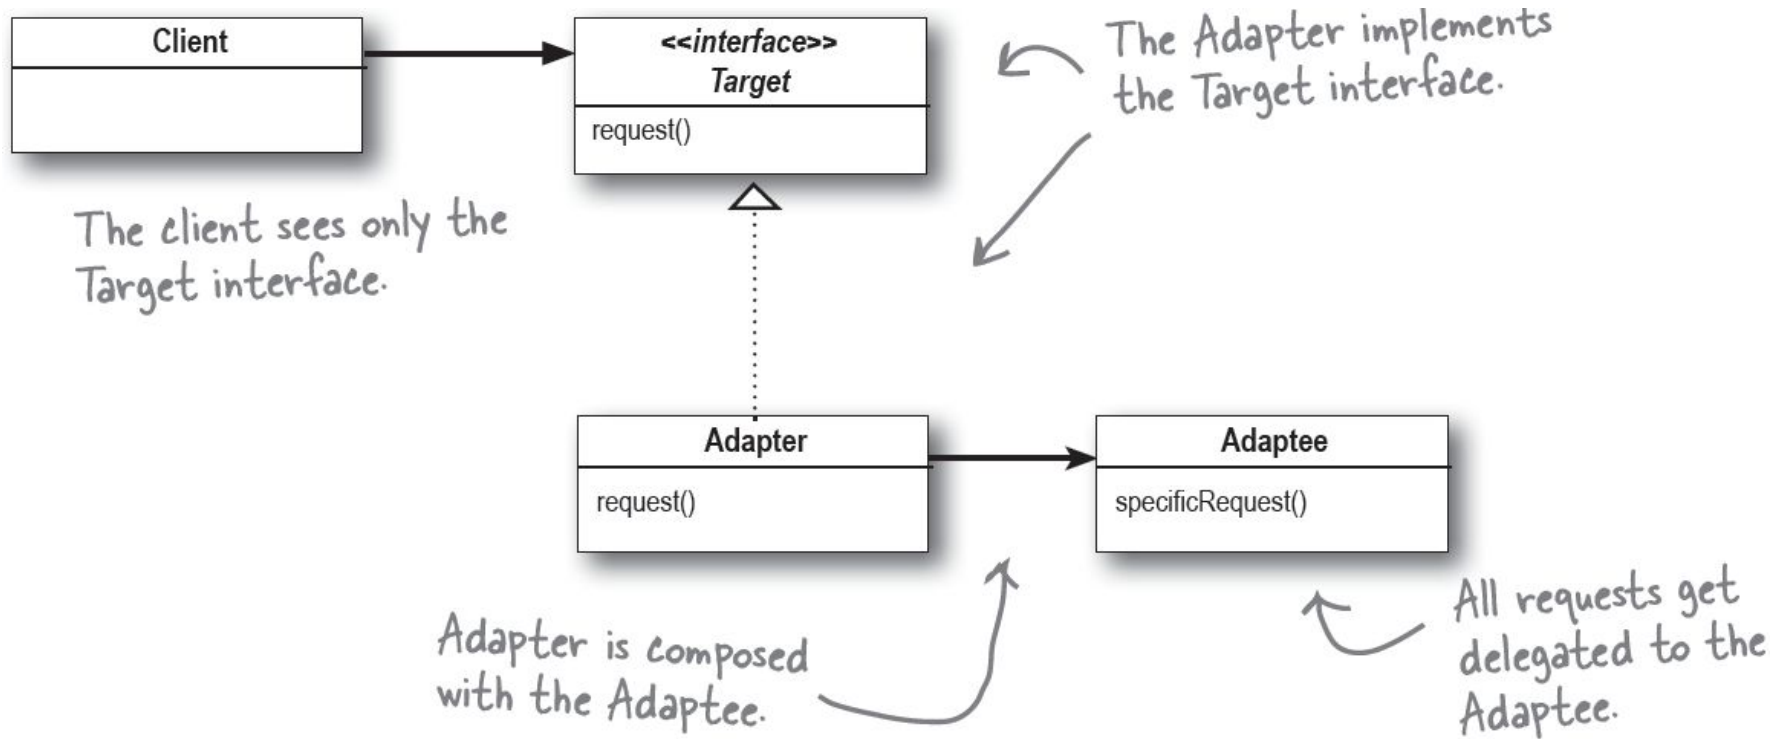 Client
<<interface>>
Target
request()
The Adapter implements
the Target interface.
The client sees only the
Target interface.
Adapter
request()
Adaptee
specificRequest()
Adapter is composed
with the Adaptee.
All requests get
delegated to the
Adaptee.